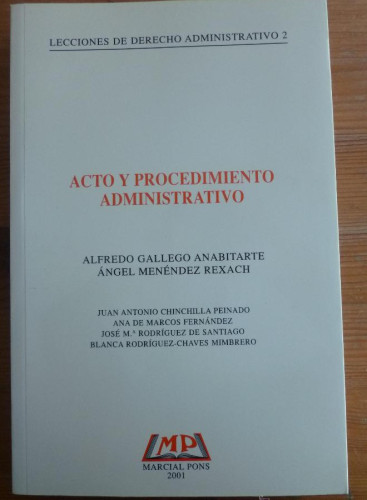 LECCIONES DE DERECHO ADMINISTRATIVO 2
ACTO Y PROCEDIMIENTO
ADMINISTRATIVO
ALFREDO GALLEGO ANABITARTE
ÁNGEL MENÉNDEZ REXACH
JUAN ANTONIO CHINCHILLA PEINADO
ANA DE MARCOS FERNÁNDEZ
JOSÉ M.ª RODRÍGUEZ DE SANTIAGO
BLANCA RODRÍGUEZ-CHAVES MIMBRERO
MP
MARCIAL PONS
2001